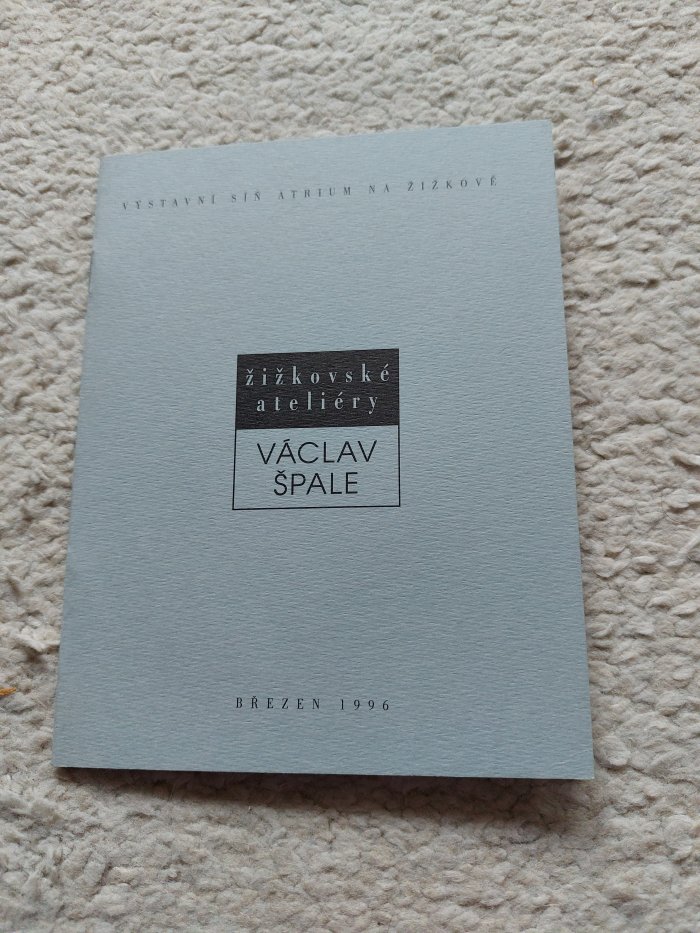 VÝSTAVNÍ SÍŇ ATRIUM NA ŽIŽKOVĚ
žižkovské
ateliéry
VÁCLAV
ŠPALE
BŘEZEN 1996